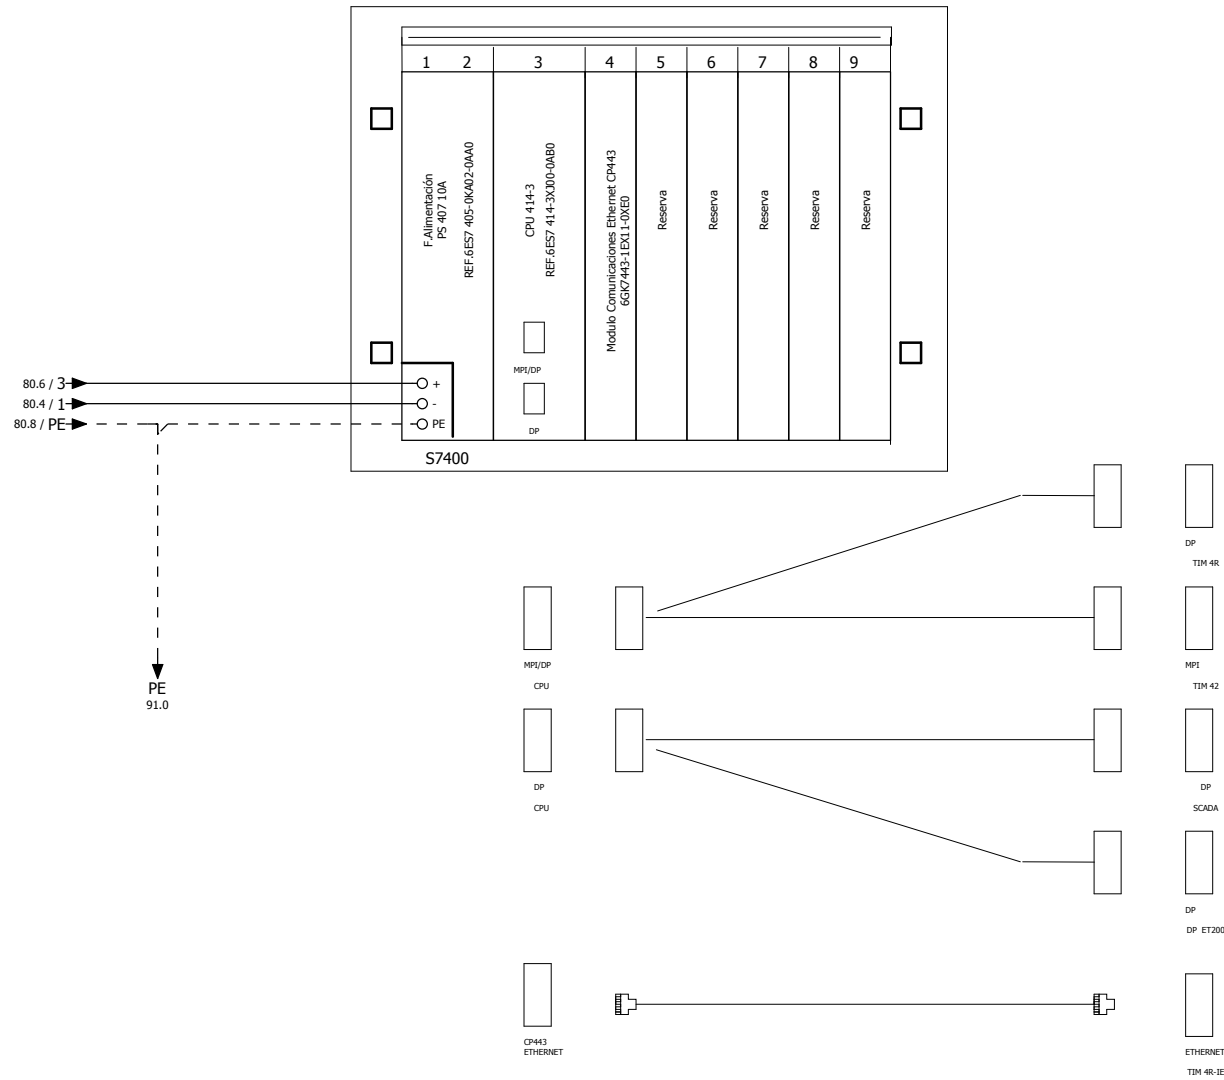 1 2 3 4 5 6 7 8 9
F.Alimentación
PS 407 10A
REF.6ES7 405-0KA02-0AA0
CPU 414-3
REF.6ES7 414-3XJ00-0AB0
Modulo Comunicaciones Ethernet CP443
6GK7443-1EX11-0XE0
Reserva
Reserva
Reserva
Reserva
Reserva
MPI/DP
DP
80.6 / 3
+
80.4 / 1
-
80.8 / PE
PE
S7400
PE
91.0
DP
TIM 4R
MPI/DP
CPU
MPI
TIM 42
DP
CPU
DP
SCADA
DP
DP ET200
CP443
ETHERNET
ETHERNET
TIM 4R-IE